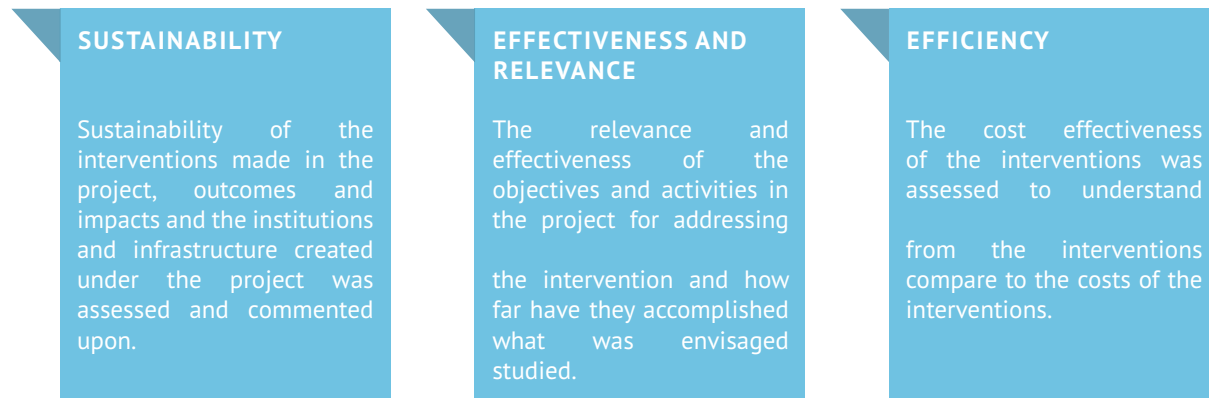 SUSTAINABILITY
Sustainability of the
interventions made in the
project, outcomes and
impacts and the institutions
and infrastructure created
under the project was
assessed and commented
upon.
EFFECTIVENESS AND
RELEVANCE
The relevance and
effectiveness of the
objectives and activities in
the project for addressing
the intervention and how
far have they accomplished
what was envisaged
studied.
EFFICIENCY
The cost effectiveness
of the interventions was
assessed to understand
from the interventions
compare to the costs of the
interventions.